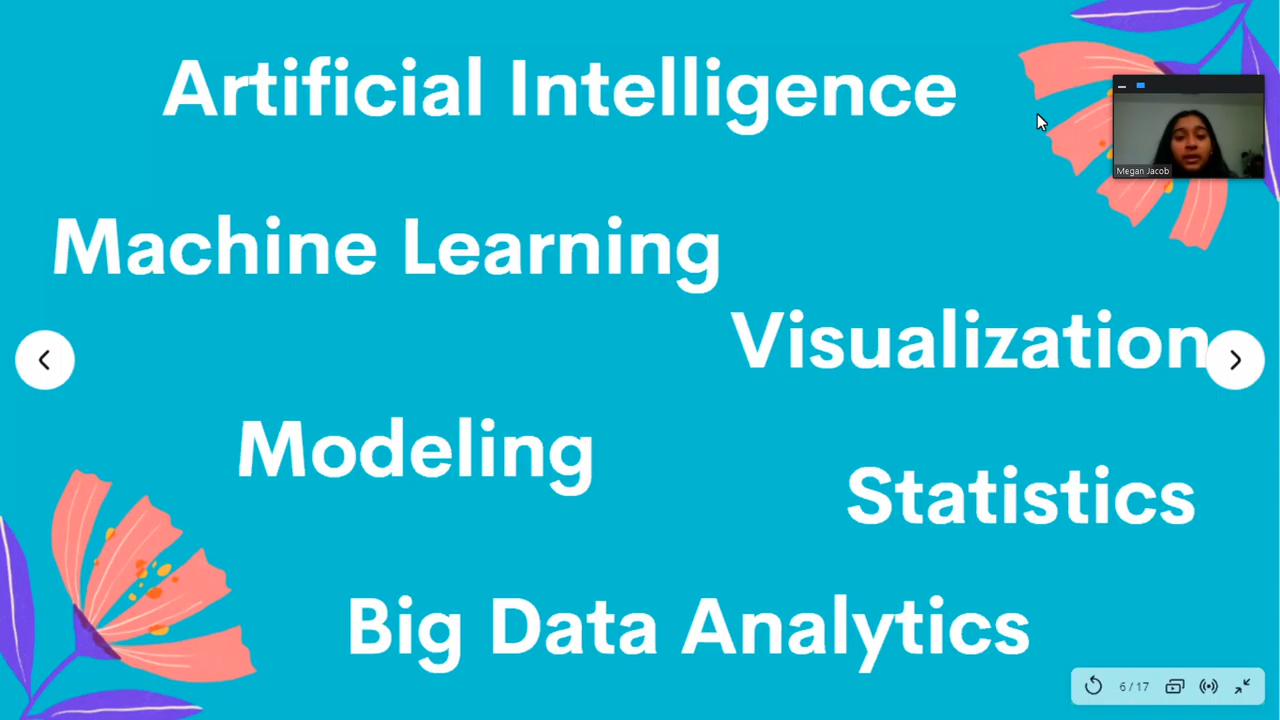 Artificial Intelligence
Megan Jacob
Machine Learning
Visualization
Modeling
Statistics
Big Data Analytics
6 / 17